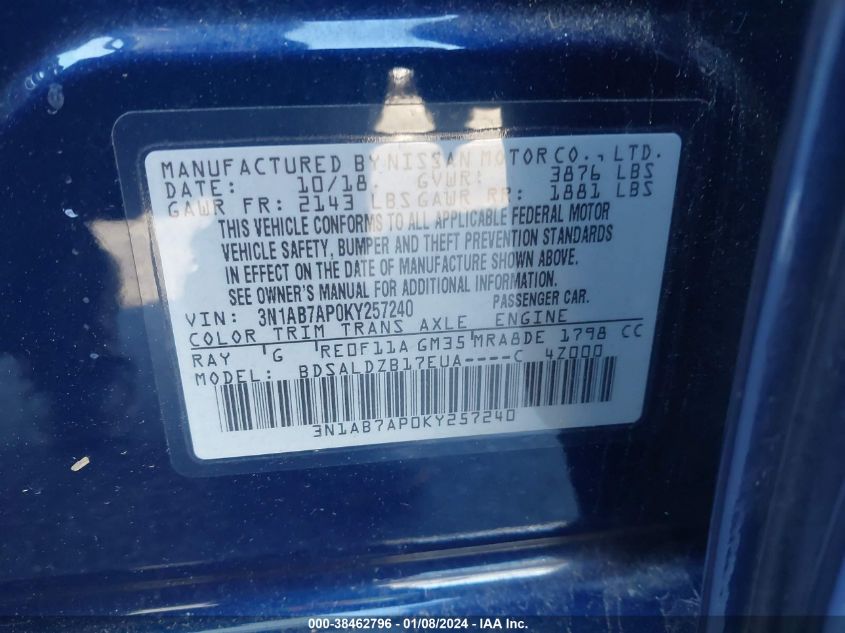 MANUFACTURED BY NISSAN MOTOR CO., LTD.
DATE: 10/18 GVWR: 3876 LBS
GAWR FR: 2143 LBS GAWR RR: 1881 LBS
THIS VEHICLE CONFORMS TO ALL APPLICABLE FEDERAL MOTOR
VEHICLE SAFETY, BUMPER AND THEFT PREVENTION STANDARDS
IN EFFECT ON THE DATE OF MANUFACTURE SHOWN ABOVE.
SEE OWNER'S MANUAL FOR ADDITIONAL INFORMATION.
VIN: 3N1AB7AP0KY257240 PASSENGER CAR.
COLOR TRIM TRANS AXLE ENGINE
RAY G RE0F11A GM35 MRA8DE 1798 CC
MODEL: BDSALDZB17EUA----C 4Z000
3N1AB7AP0KY257240
000-38462796 - 01/08/2024 - IAA Inc.